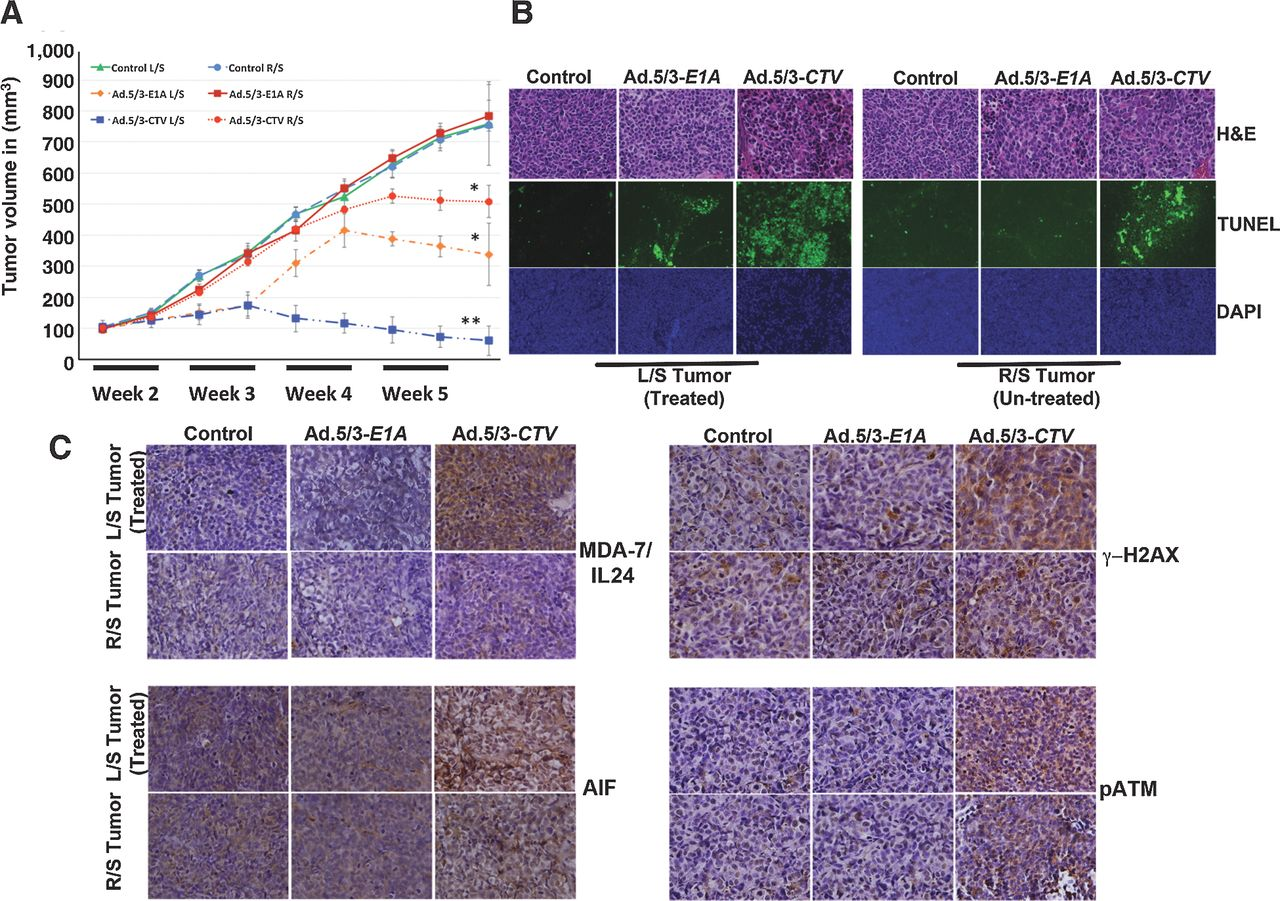 A
Tumor volume in (mm³)
1,000
900
800
700
600
500
400
300
200
100
0
Control L/S
Control R/S
Ad.5/3-E1A L/S
Ad.5/3-E1A R/S
Ad.5/3-CTV L/S
Ad.5/3-CTV R/S
*
*
**
Week 2 Week 3 Week 4 Week 5
B
Control Ad.5/3-E1A Ad.5/3-CTV
Control Ad.5/3-E1A Ad.5/3-CTV
H&E
TUNEL
DAPI
L/S Tumor
(Treated)
R/S Tumor
(Un-treated)
C
Control Ad.5/3-E1A Ad.5/3-CTV
L/S Tumor
(Treated)
R/S Tumor
MDA-7/
IL24
Control Ad.5/3-E1A Ad.5/3-CTV
γ–H2AX
L/S Tumor
(Treated)
R/S Tumor
AIF
pATM